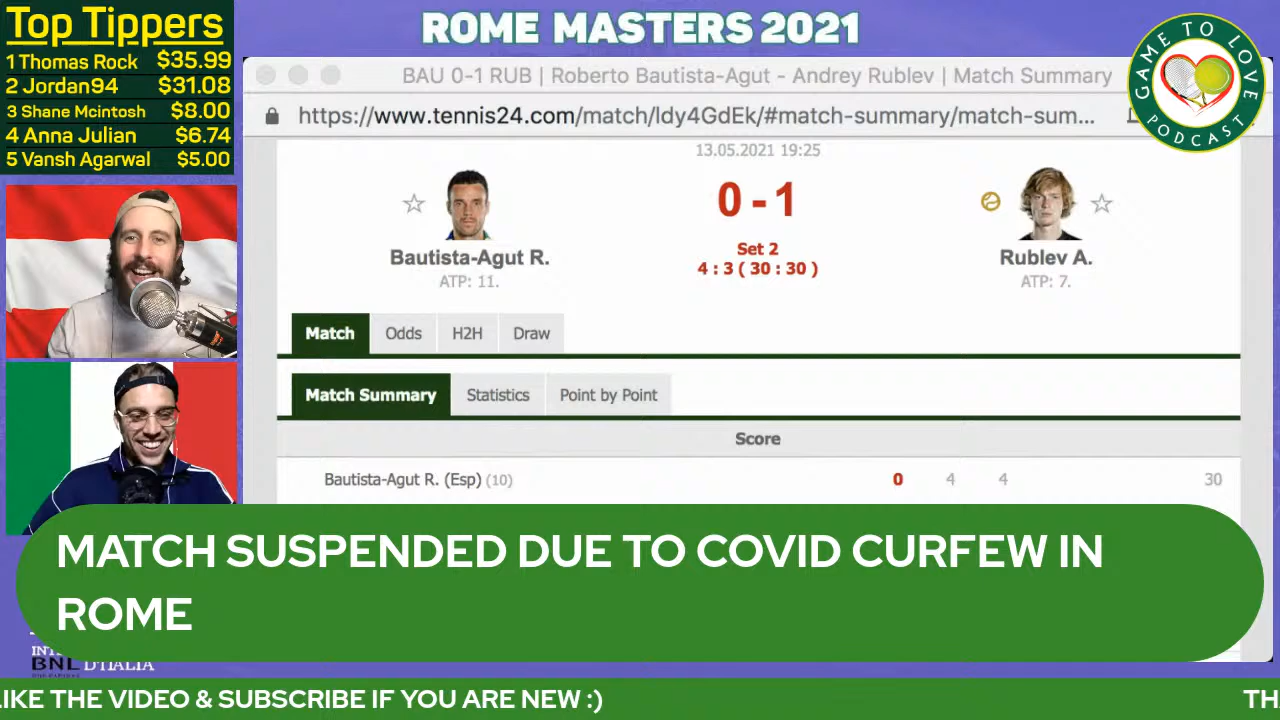 Top Tippers
1 Thomas Rock $35.99
2 Jordan94 $31.08
3 Shane Mcintosh $8.00
4 Anna Julian $6.74
5 Vansh Agarwal $5.00
ROME MASTERS 2021
GAME TO LOVE
PODCAST
BAU 0-1 RUB | Roberto Bautista-Agut - Andrey Rublev | Match Summary
https://www.tennis24.com/match/ldy4GdEk/#match-summary/match-sum...
13.05.2021 19:25
0 - 1
Set 2
4 : 3 ( 30 : 30 )
Bautista-Agut R.
ATP: 11.
Rublev A.
ATP: 7.
Match Odds H2H Draw
Match Summary Statistics Point by Point
Score
Bautista-Agut R. (Esp) (10) 0 4 4 30
MATCH SUSPENDED DUE TO COVID CURFEW IN
ROME
BNL D'ITALIA
LIKE THE VIDEO & SUBSCRIBE IF YOU ARE NEW :) TH